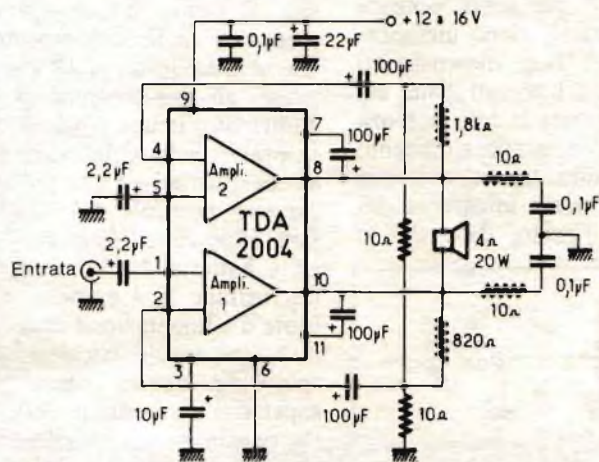 + 12 à 16 V
0,1µF
22µF
100µF
9
7
100µF
1,8kΩ
4
8
10Ω
2,2µF
Ampli.
2
5
TDA
2004
0,1µF
2,2µF
10Ω
4Ω
20W
Entrata
1
Ampli.
1
10
0,1µF
2
10Ω
100µF
11
820Ω
3
6
10µF
100µF
10Ω